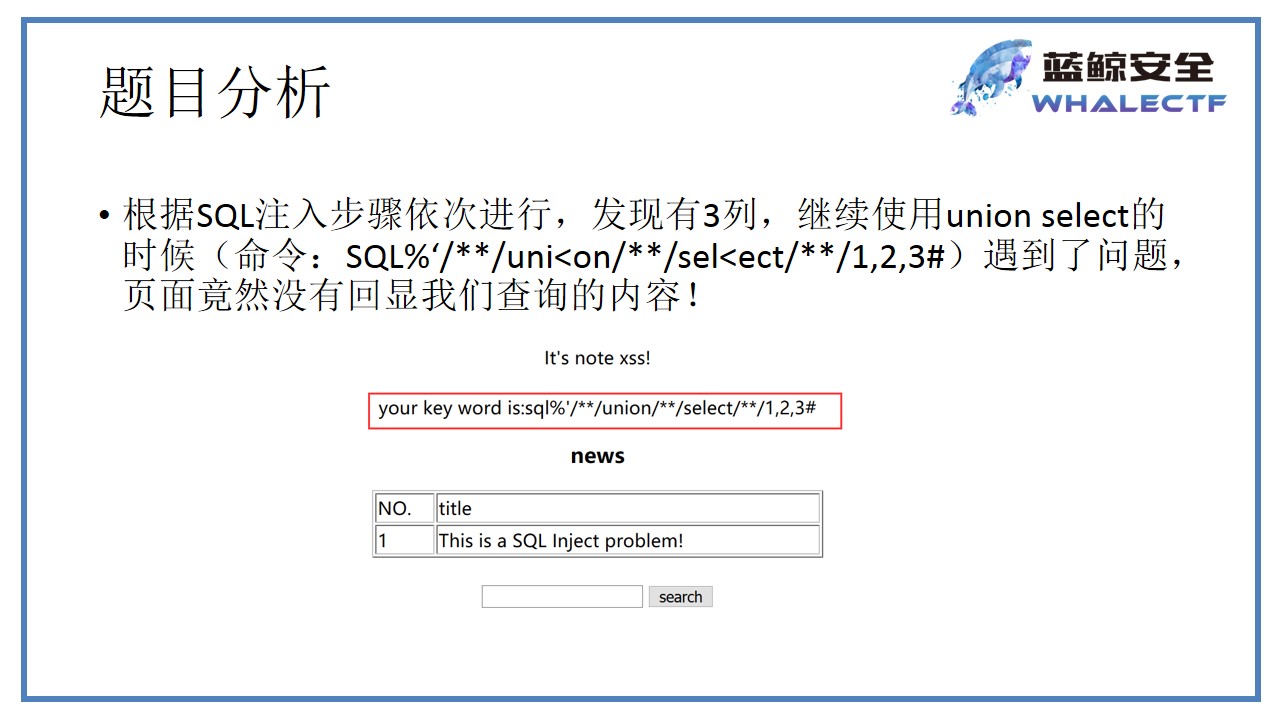 题目分析
蓝鲸安全
WHALECTF
• 根据SQL注入步骤依次进行，发现有3列，继续使用union select的
时候（命令：SQL%‘/**/uni<on/**/sel<ect/**/1,2,3#）遇到了问题，
页面竟然没有回显我们查询的内容！
It's note xss!
your key word is:sql%'/**/union/**/select/**/1,2,3#
news
NO. title
1 This is a SQL Inject problem!
search